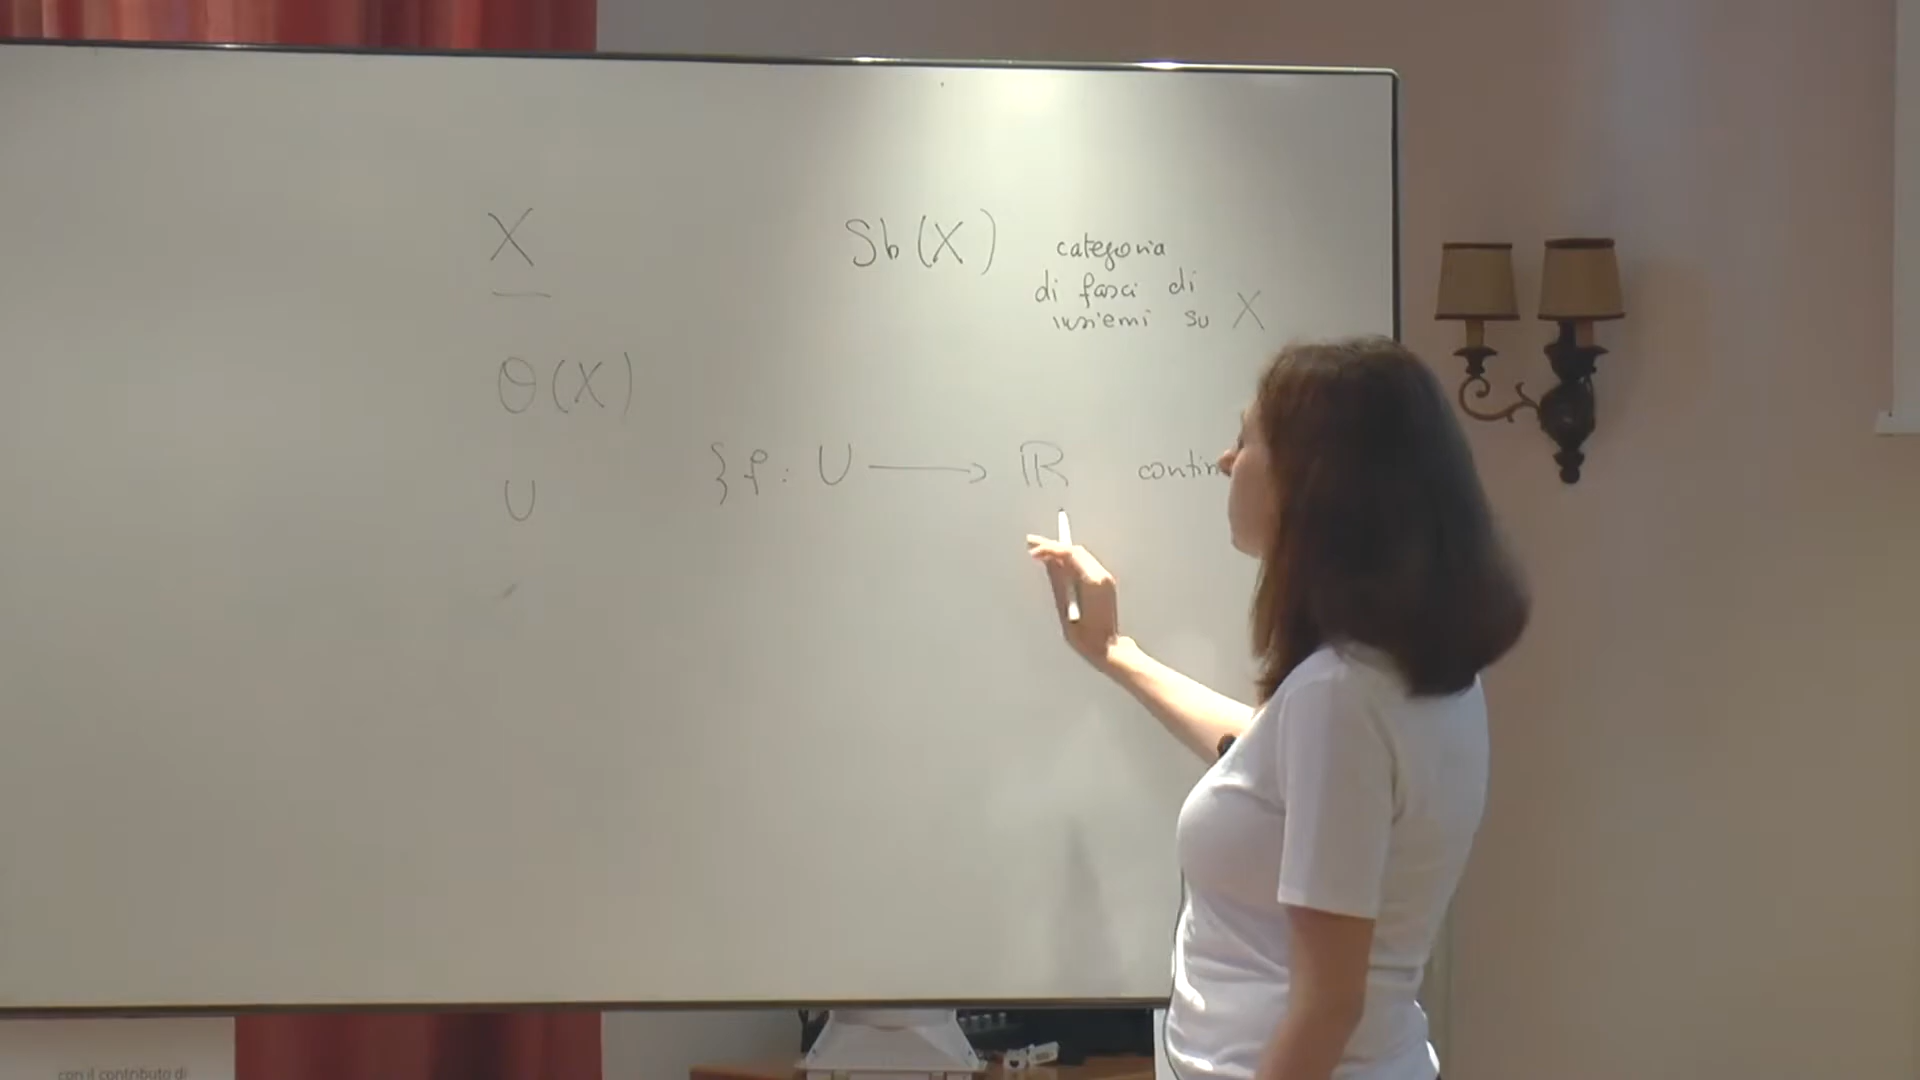 X
Sh(X) categoria
di fasci di
insiemi su X
O(X)
{f: U → ℝ contin
U
con il contributo di